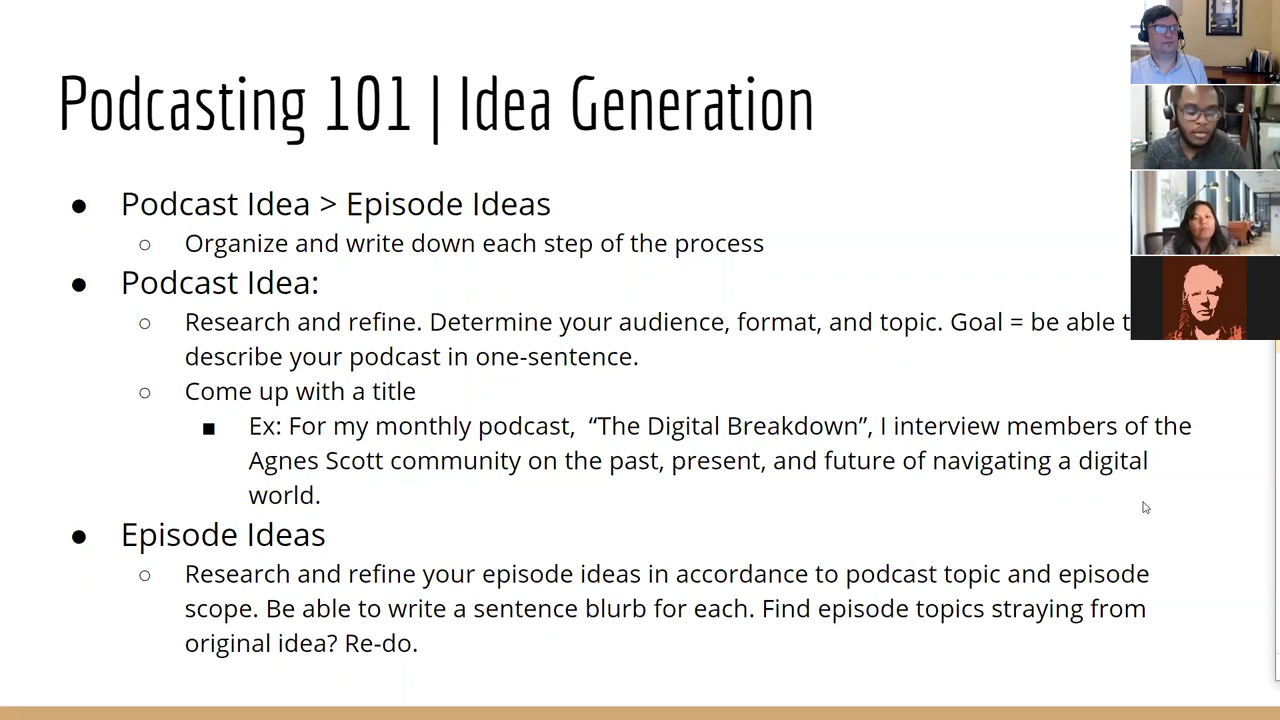 Podcasting 101 | Idea Generation
● Podcast Idea > Episode Ideas
○ Organize and write down each step of the process
● Podcast Idea:
○ Research and refine. Determine your audience, format, and topic. Goal = be able t
describe your podcast in one-sentence.
○ Come up with a title
■ Ex: For my monthly podcast,  “The Digital Breakdown”, I interview members of the
Agnes Scott community on the past, present, and future of navigating a digital
world.
● Episode Ideas
○ Research and refine your episode ideas in accordance to podcast topic and episode
scope. Be able to write a sentence blurb for each. Find episode topics straying from
original idea? Re-do.